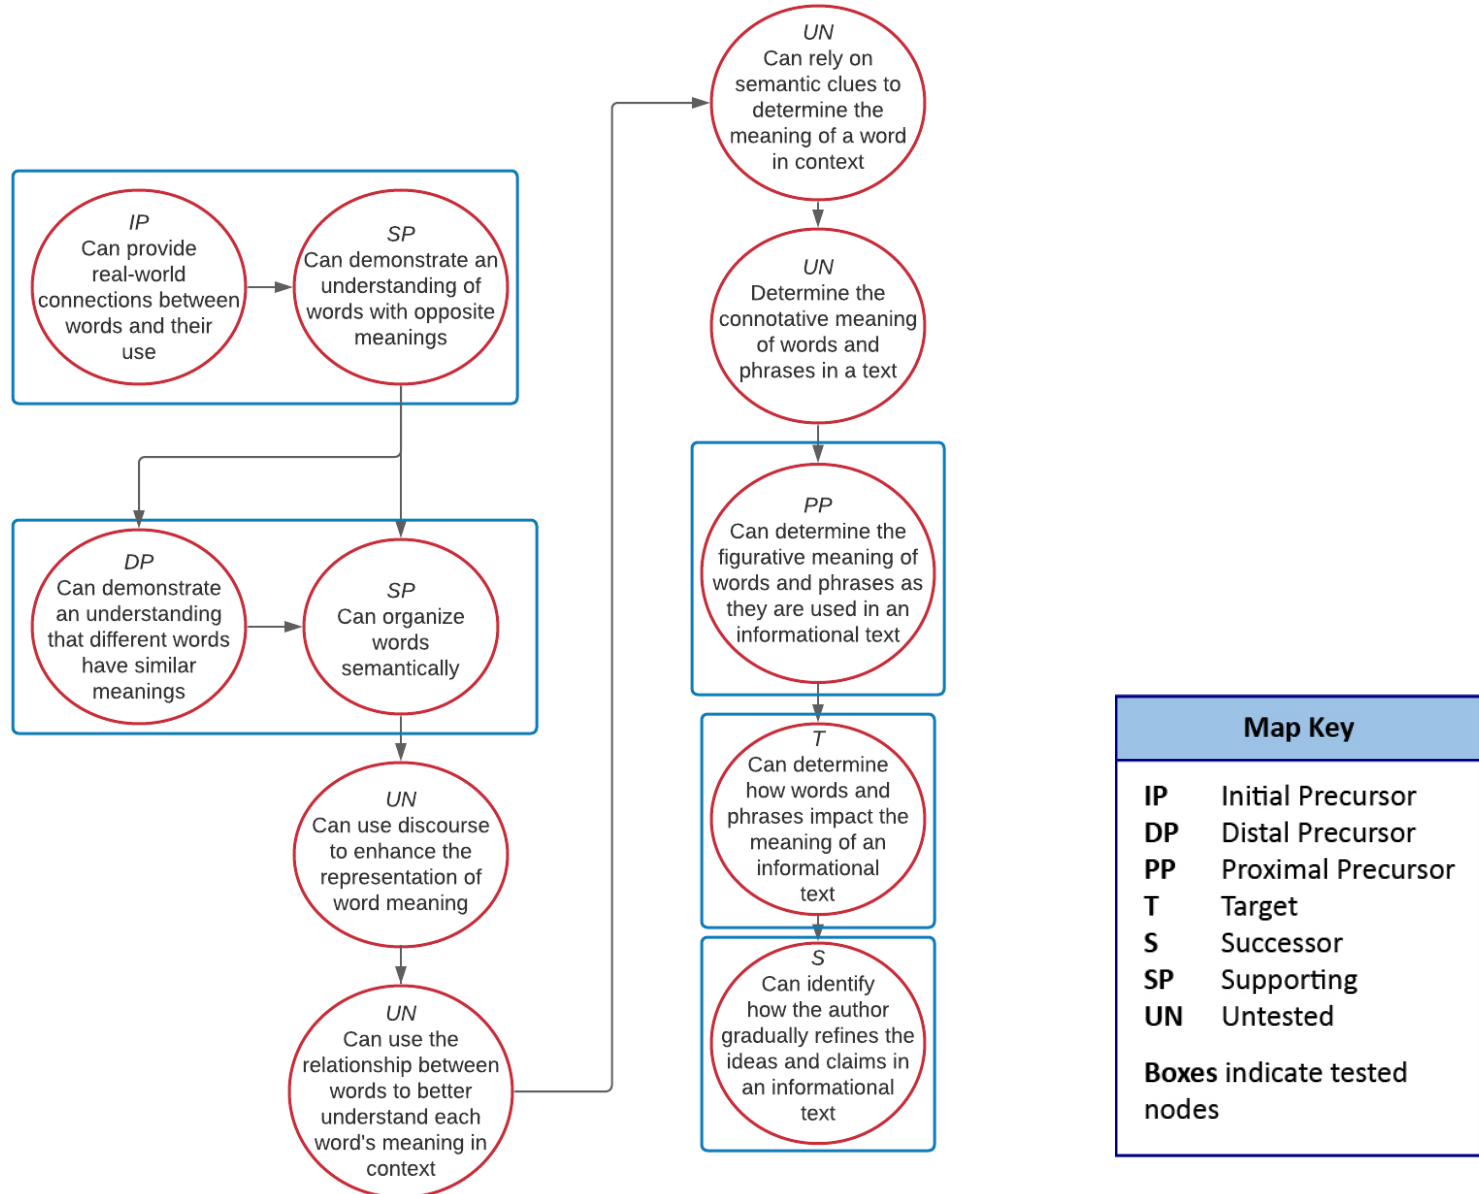 IP
Can provide
real-world
connections between
words and their
use
SP
Can demonstrate an
understanding of
words with opposite
meanings
DP
Can demonstrate
an understanding
that different words
have similar
meanings
SP
Can organize
words
semantically
UN
Can use discourse
to enhance the
representation of
word meaning
UN
Can use the
relationship between
words to better
understand each
word's meaning in
context
UN
Can rely on
semantic clues to
determine the
meaning of a word
in context
UN
Determine the
connotative meaning
of words and
phrases in a text
PP
Can determine the
figurative meaning of
words and phrases as
they are used in an
informational text
T
Can determine
how words and
phrases impact the
meaning of an
informational
text
S
Can identify
how the author
gradually refines the
ideas and claims in
an informational
text
Map Key
IP Initial Precursor
DP Distal Precursor
PP Proximal Precursor
T Target
S Successor
SP Supporting
UN Untested
Boxes indicate tested
nodes